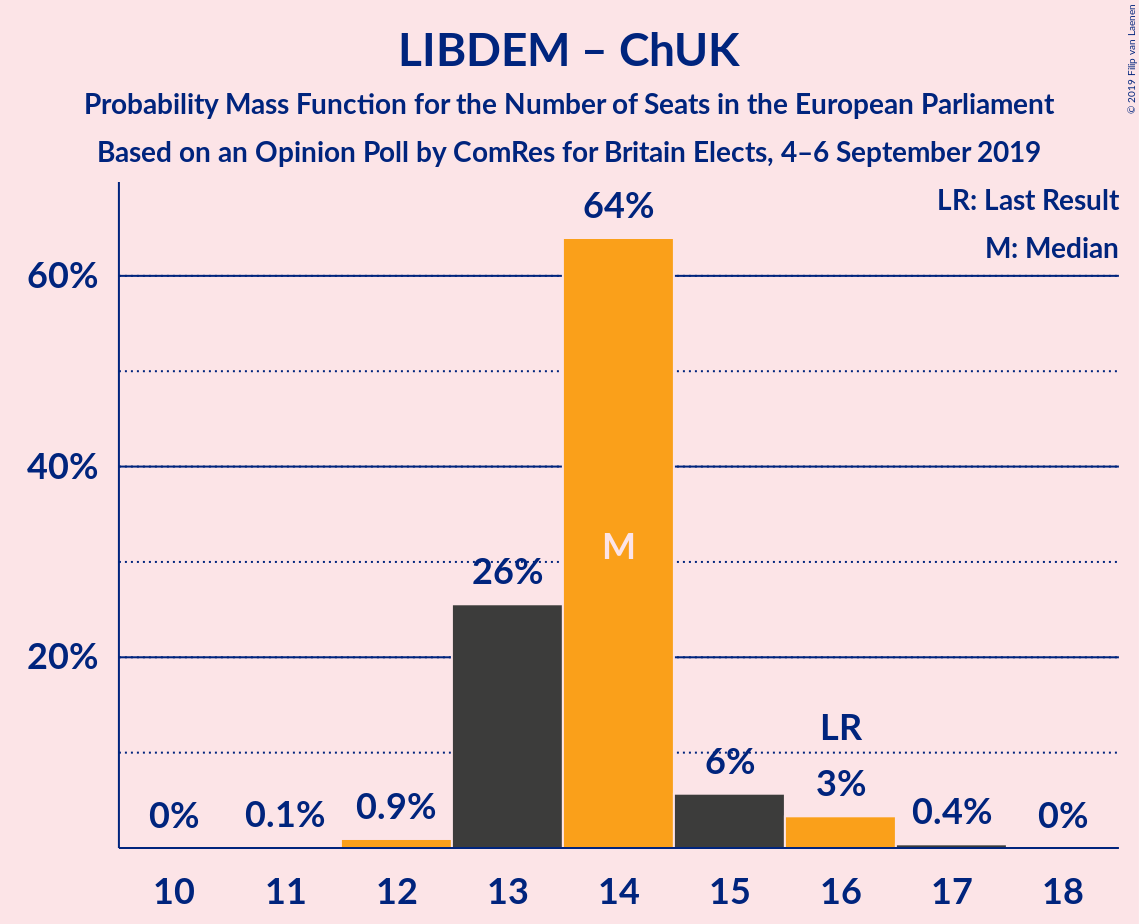 LIBDEM – ChUK
Probability Mass Function for the Number of Seats in the European Parliament
Based on an Opinion Poll by ComRes for Britain Elects, 4–6 September 2019
© 2019 Filip van Laenen
LR: Last Result
M: Median
60%
40%
20%
0%
0.1%
0.9%
26%
64%
M
6%
LR
3%
0.4%
0%
10
11
12
13
14
15
16
17
18